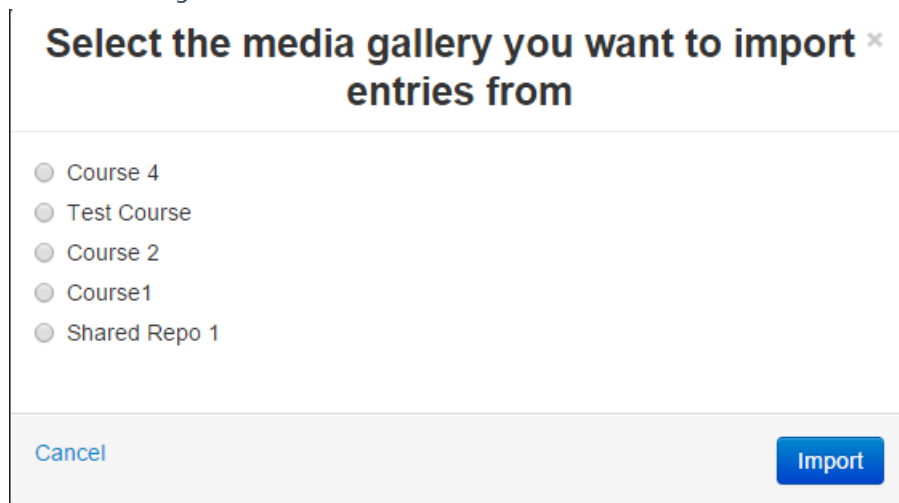 Select the media gallery you want to import ×
entries from
Course 4
Test Course
Course 2
Course1
Shared Repo 1
Cancel
Import